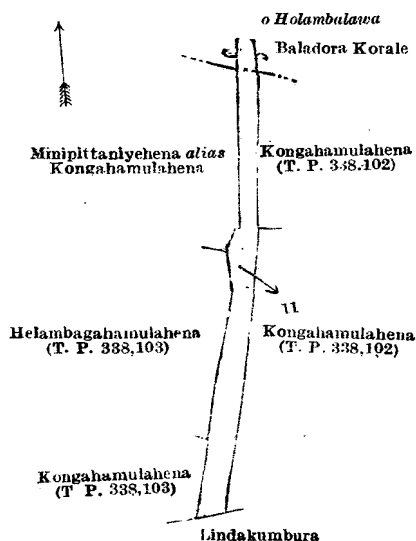 o Holambalawa
Baladora Korale
Minipittaniyehena alias
Kongahamulahena
Kongahamulahena
(T. P. 338,102)
11
Helambagahamulahena
(T. P. 338,103)
Kongahamulahena
(T. P. 338,102)
Kongahamulahena
(T P. 338,103)
Lindakumbura